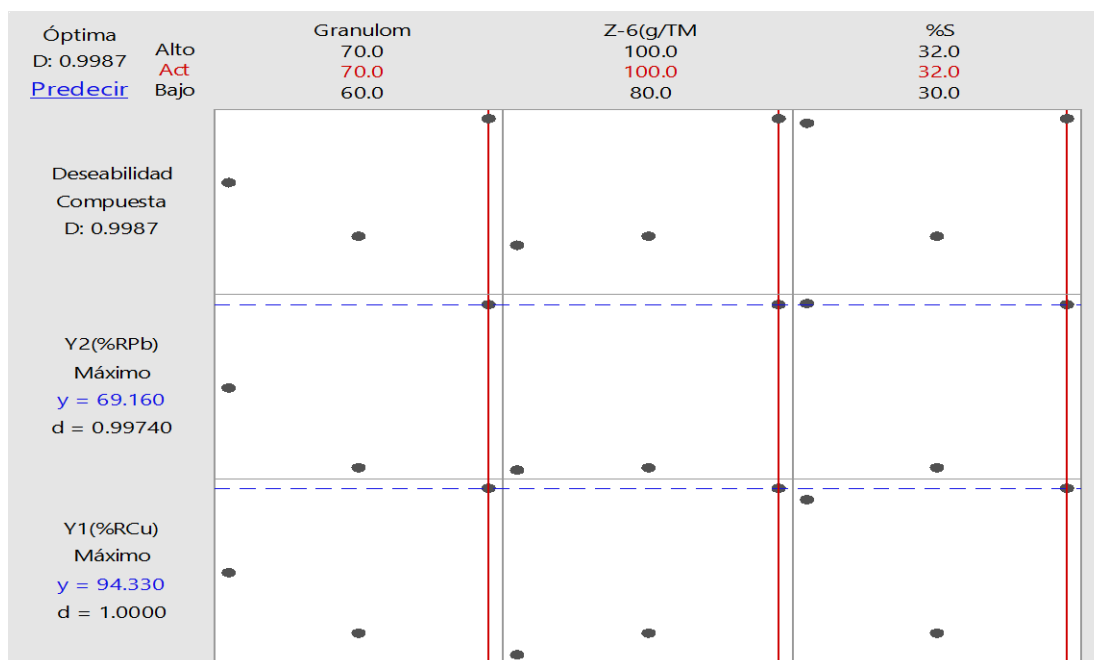 Óptima
D: 0.9987
Predecir
Alto
Act
Bajo
Granulom
70.0
70.0
60.0
Z-6(g/TM
100.0
100.0
80.0
%S
32.0
32.0
30.0
Deseabilidad
Compuesta
D: 0.9987
Y2(%RPb)
Máximo
y = 69.160
d = 0.99740
Y1(%RCu)
Máximo
y = 94.330
d = 1.0000